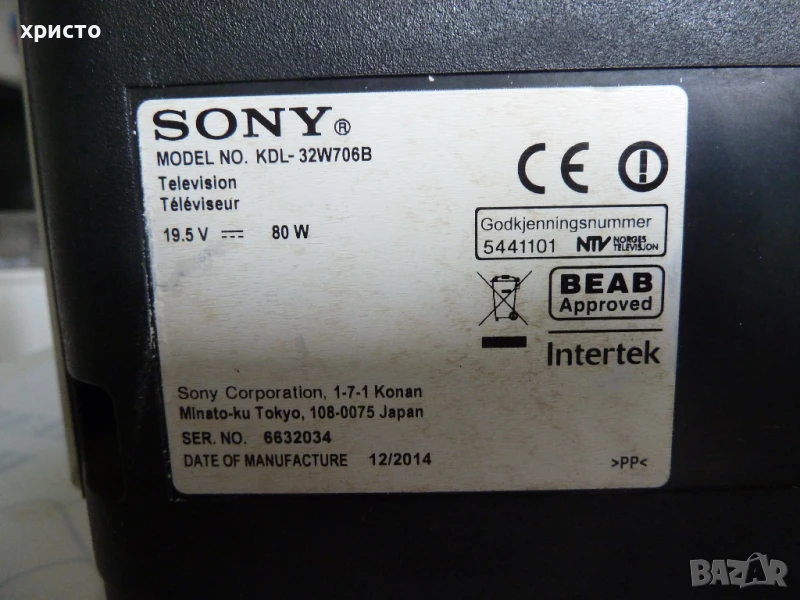 христо
SONY®
MODEL NO. KDL- 32W706B
Television
Téléviseur
19.5 V 80 W
CE
Godkjenningsnummer
5441101 NTV NORGES TELEVISJON
BEAB
Approved
Intertek
Sony Corporation, 1-7-1 Konan
Minato-ku Tokyo, 108-0075 Japan
SER. NO. 6632034
DATE OF MANUFACTURE 12/2014
>PP<
BAZAR